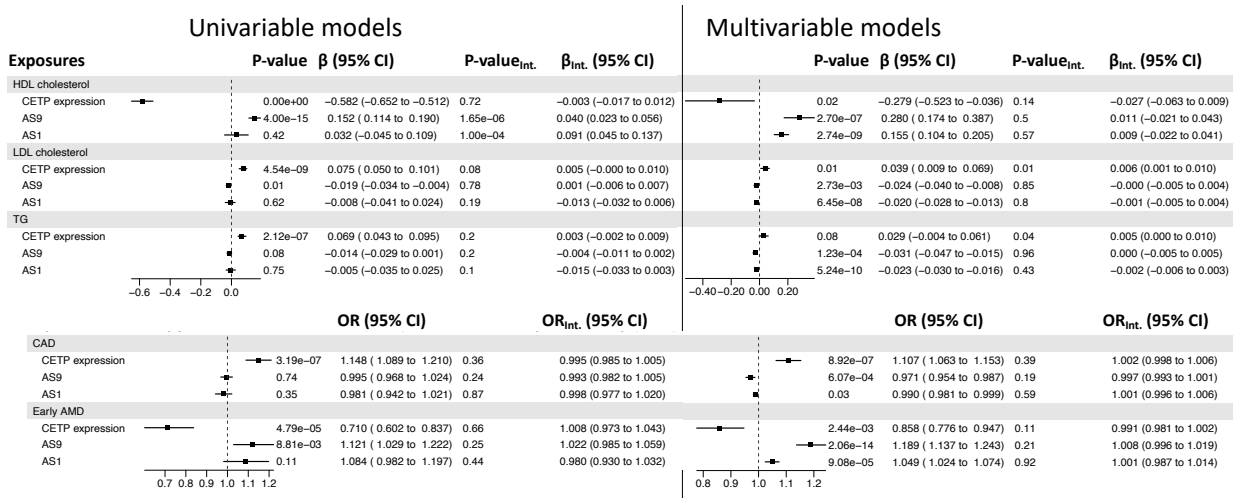 Univariable models Multivariable models
Exposures P-value β (95% CI) P-valueInt. βInt. (95% CI) P-value β (95% CI) P-valueInt. βInt. (95% CI)
HDL cholesterol
CETP expression 0.00e+00 −0.582 (−0.652 to −0.512) 0.72 −0.003 (−0.017 to 0.012) 0.02 −0.279 (−0.523 to −0.036) 0.14 −0.027 (−0.063 to 0.009)
AS9 4.00e−15 0.152 (0.114 to 0.190) 1.65e−06 0.040 (0.023 to 0.056) 2.70e−07 0.280 (0.174 to 0.387) 0.5 0.011 (−0.021 to 0.043)
AS1 0.42 0.032 (−0.045 to 0.109) 1.00e−04 0.091 (0.045 to 0.137) 2.74e−09 0.155 (0.104 to 0.205) 0.57 0.009 (−0.022 to 0.041)
LDL cholesterol
CETP expression 4.54e−09 0.075 (0.050 to 0.101) 0.08 0.005 (−0.000 to 0.010) 0.01 0.039 (0.009 to 0.069) 0.01 0.006 (0.001 to 0.010)
AS9 0.01 −0.019 (−0.034 to −0.004) 0.78 0.001 (−0.006 to 0.007) 2.73e−03 −0.024 (−0.040 to −0.008) 0.85 −0.000 (−0.005 to 0.004)
AS1 0.62 −0.008 (−0.041 to 0.024) 0.19 −0.013 (−0.032 to 0.006) 6.45e−08 −0.020 (−0.028 to −0.013) 0.8 −0.001 (−0.005 to 0.004)
TG
CETP expression 2.12e−07 0.069 (0.043 to 0.095) 0.2 0.003 (−0.002 to 0.009) 0.08 0.029 (−0.004 to 0.061) 0.04 0.005 (0.000 to 0.010)
AS9 0.08 −0.014 (−0.029 to 0.001) 0.2 −0.004 (−0.011 to 0.002) 1.23e−04 −0.031 (−0.047 to −0.015) 0.96 0.000 (−0.005 to 0.005)
AS1 0.75 −0.005 (−0.035 to 0.025) 0.1 −0.015 (−0.033 to 0.003) 5.24e−10 −0.023 (−0.030 to −0.016) 0.43 −0.002 (−0.006 to 0.003)
−0.6 −0.4 −0.2 0.0 −0.40 −0.20 0.00 0.20
OR (95% CI) ORInt. (95% CI) OR (95% CI) ORInt. (95% CI)
CAD
CETP expression 3.19e−07 1.148 ( 1.089 to 1.210) 0.36 0.995 (0.985 to 1.005) 8.92e−07 1.107 ( 1.063 to 1.153) 0.39 1.002 (0.998 to 1.006)
AS9 0.74 0.995 ( 0.968 to 1.024) 0.24 0.993 (0.982 to 1.005) 6.07e−04 0.971 ( 0.954 to 0.987) 0.19 0.997 (0.993 to 1.001)
AS1 0.35 0.981 ( 0.942 to 1.021) 0.87 0.998 (0.977 to 1.020) 0.03 0.990 ( 0.981 to 0.999) 0.59 1.001 (0.996 to 1.006)
Early AMD
CETP expression 4.79e−05 0.710 ( 0.602 to 0.837) 0.66 1.008 (0.973 to 1.043) 2.44e−03 0.858 ( 0.776 to 0.947) 0.11 0.991 (0.981 to 1.002)
AS9 8.81e−03 1.121 ( 1.029 to 1.222) 0.25 1.022 (0.985 to 1.059) 2.06e−14 1.189 ( 1.137 to 1.243) 0.21 1.008 (0.996 to 1.019)
AS1 0.11 1.084 ( 0.982 to 1.197) 0.44 0.980 (0.930 to 1.032) 9.08e−05 1.049 ( 1.024 to 1.074) 0.92 1.001 (0.987 to 1.014)
0.7 0.8 0.9 1.0 1.1 1.2 0.8 0.9 1.0 1.1 1.2